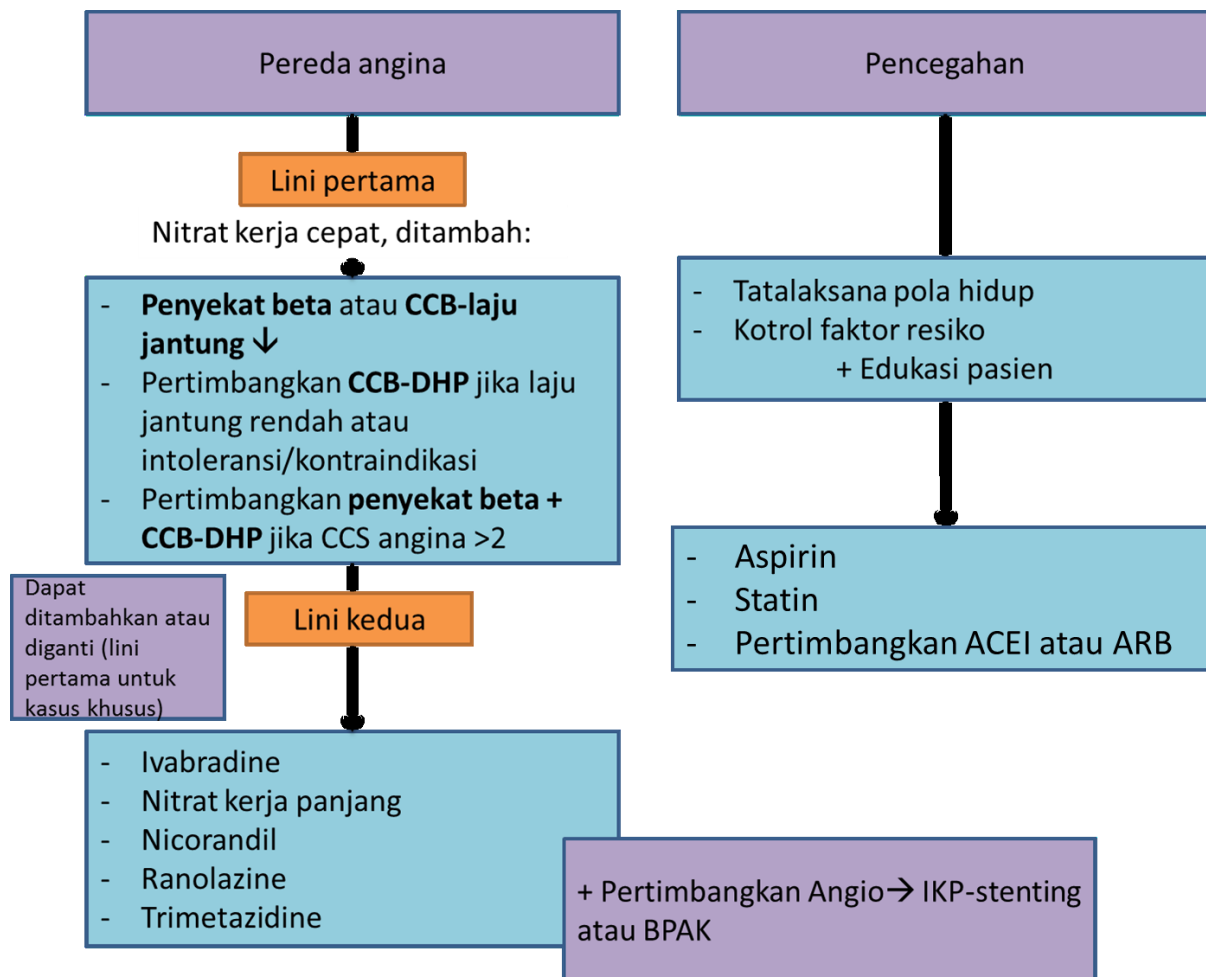 Pereda angina
Lini pertama
Nitrat kerja cepat, ditambah:
- Penyekat beta atau CCB-laju
jantung ↓
- Pertimbangkan CCB-DHP jika laju
jantung rendah atau
intoleransi/kontraindikasi
- Pertimbangkan penyekat beta +
CCB-DHP jika CCS angina >2
Dapat
ditambahkan atau
diganti (lini
pertama untuk
kasus khusus)
Lini kedua
- Ivabradine
- Nitrat kerja panjang
- Nicorandil
- Ranolazine
- Trimetazidine
+ Pertimbangkan Angio→ IKP-stenting
atau BPAK
Pencegahan
- Tatalaksana pola hidup
- Kotrol faktor resiko
+ Edukasi pasien
- Aspirin
- Statin
- Pertimbangkan ACEI atau ARB